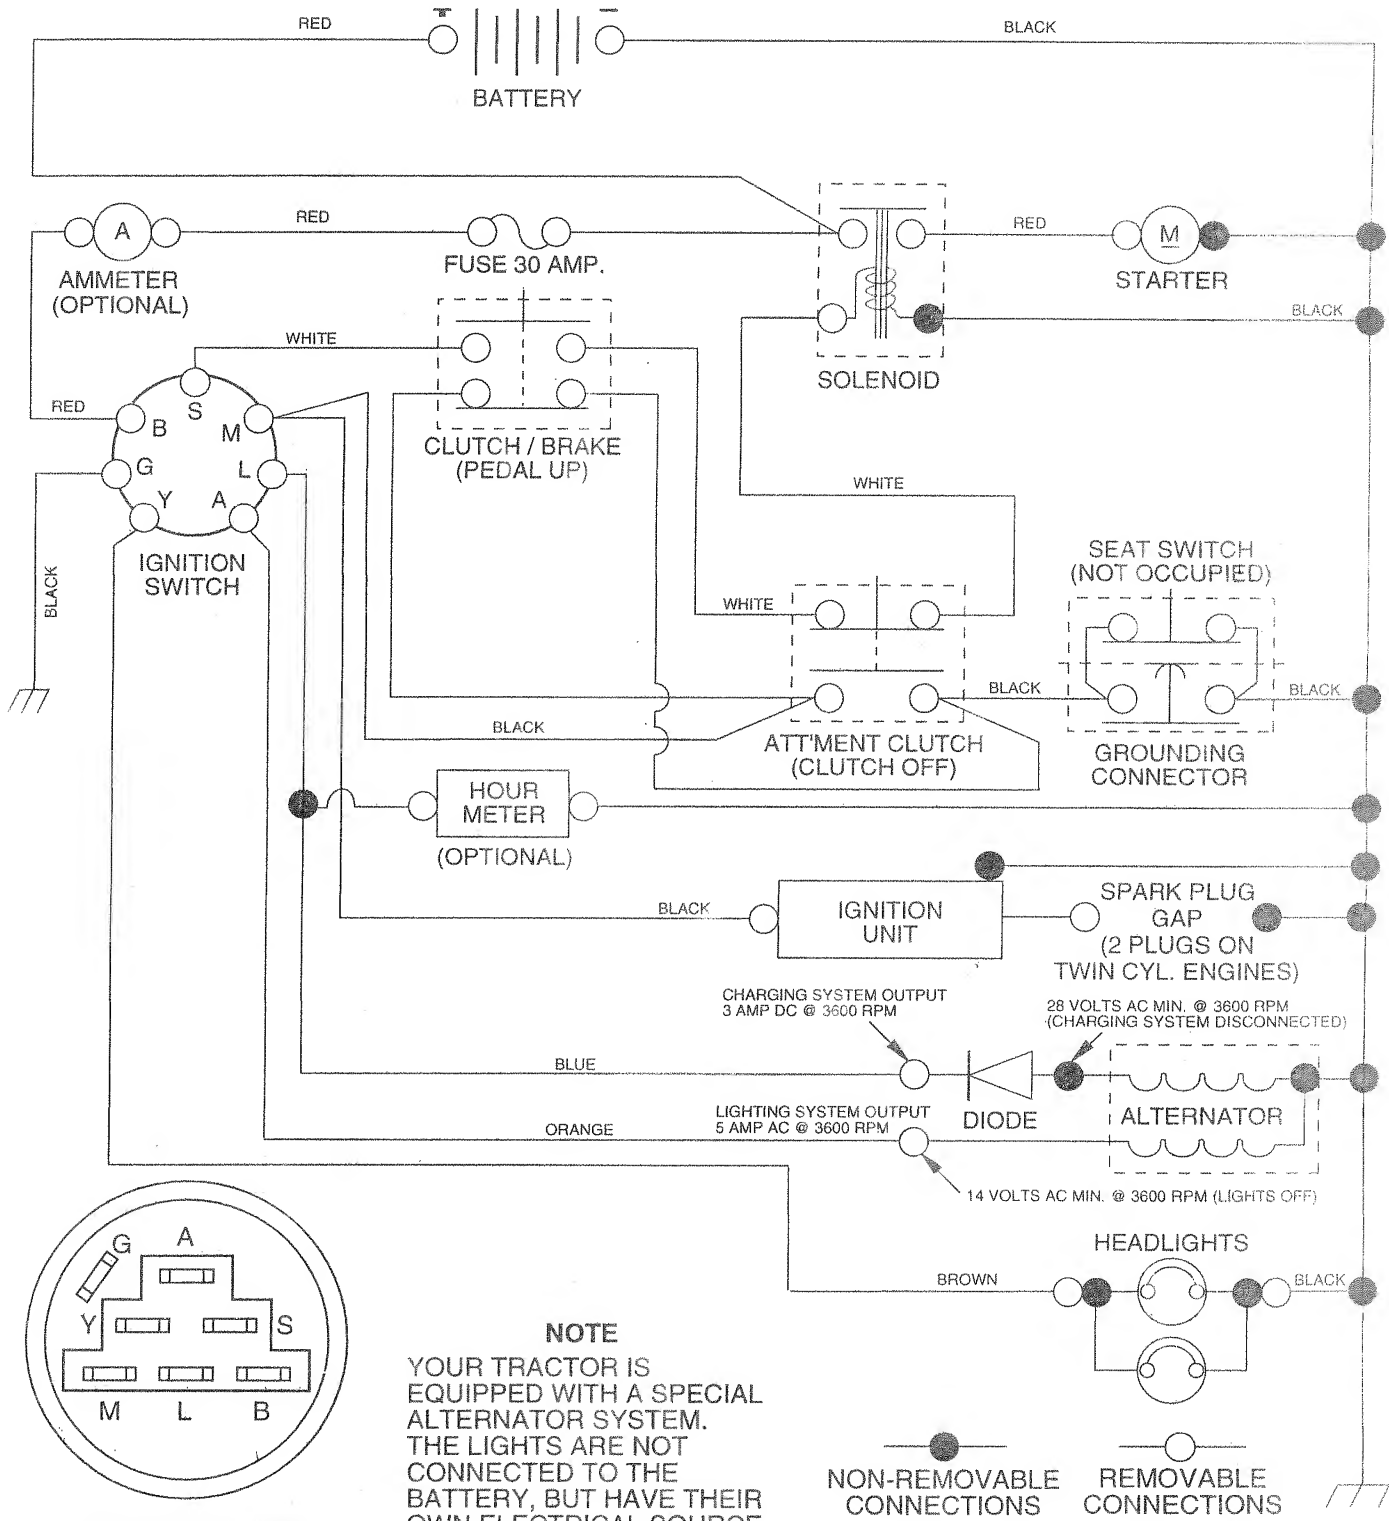 RED
BLACK
BATTERY
A
RED
FUSE 30 AMP.
RED
M
STARTER
AMMETER
(OPTIONAL)
BLACK
SOLENOID
WHITE
RED
S
B
M
G
L
Y
A
IGNITION
SWITCH
BLACK
CLUTCH / BRAKE
(PEDAL UP)
WHITE
SEAT SWITCH
(NOT OCCUPIED)
WHITE
BLACK
BLACK
BLACK
ATT'MENT CLUTCH
(CLUTCH OFF)
GROUNDING
CONNECTOR
HOUR
METER
(OPTIONAL)
BLACK
IGNITION
UNIT
SPARK PLUG
GAP
(2 PLUGS ON
TWIN CYL. ENGINES)
CHARGING SYSTEM OUTPUT
3 AMP DC @ 3600 RPM
28 VOLTS AC MIN. @ 3600 RPM
(CHARGING SYSTEM DISCONNECTED)
BLUE
DIODE
ALTERNATOR
LIGHTING SYSTEM OUTPUT
5 AMP AC @ 3600 RPM
ORANGE
14 VOLTS AC MIN. @ 3600 RPM (LIGHTS OFF)
HEADLIGHTS
BROWN
BLACK
G
A
Y
S
M
L
B
NOTE
YOUR TRACTOR IS
EQUIPPED WITH A SPECIAL
ALTERNATOR SYSTEM.
THE LIGHTS ARE NOT
CONNECTED TO THE
BATTERY, BUT HAVE THEIR
OWN ELECTRICAL SOURCE
NON-REMOVABLE
CONNECTIONS
REMOVABLE
CONNECTIONS